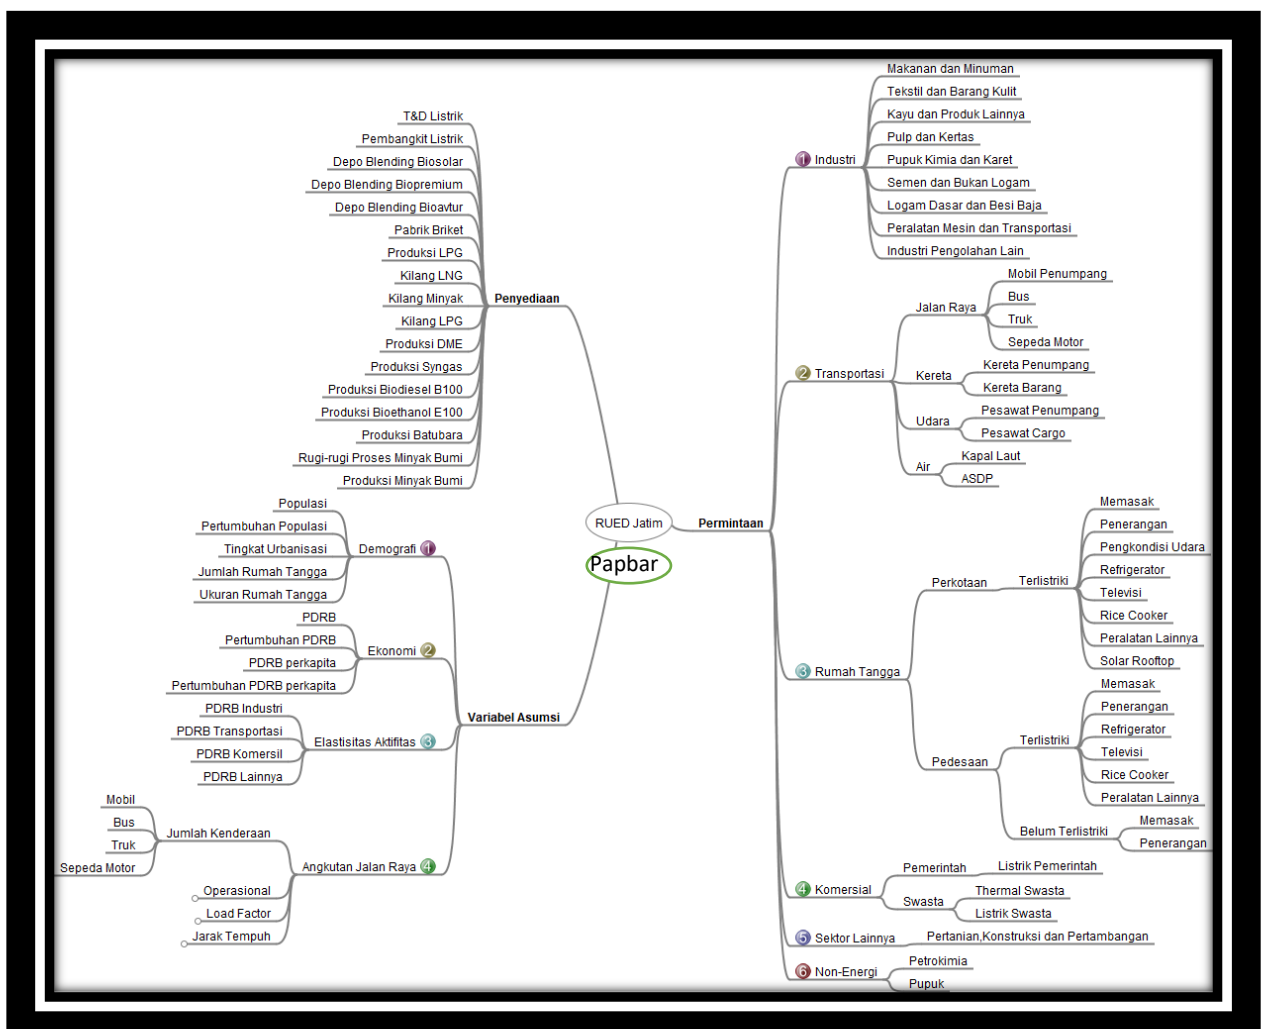 T&D Listrik
Pembangkit Listrik
Depo Blending Biosolar
Depo Blending Biopremium
Depo Blending Bioavtur
Pabrik Briket
Produksi LPG
Kilang LNG
Kilang Minyak
Kilang LPG
Produksi DME
Produksi Syngas
Produksi Biodiesel B100
Produksi Bioethanol E100
Produksi Batubara
Rugi-rugi Proses Minyak Bumi
Produksi Minyak Bumi
Penyediaan
Populasi
Pertumbuhan Populasi
Tingkat Urbanisasi
Jumlah Rumah Tangga
Ukuran Rumah Tangga
Demografi 1
PDRB
Pertumbuhan PDRB
PDRB perkapita
Pertumbuhan PDRB perkapita
Ekonomi 2
PDRB Industri
PDRB Transportasi
PDRB Komersil
PDRB Lainnya
Elastisitas Aktifitas 3
Mobil
Bus
Truk
Sepeda Motor
Jumlah Kenderaan
Operasional
Load Factor
Jarak Tempuh
Angkutan Jalan Raya 4
Variabel Asumsi
RUED Jatim
Papbar
Permintaan
1 Industri
Makanan dan Minuman
Tekstil dan Barang Kulit
Kayu dan Produk Lainnya
Pulp dan Kertas
Pupuk Kimia dan Karet
Semen dan Bukan Logam
Logam Dasar dan Besi Baja
Peralatan Mesin dan Transportasi
Industri Pengolahan Lain
2 Transportasi
Jalan Raya
Mobil Penumpang
Bus
Truk
Sepeda Motor
Kereta
Kereta Penumpang
Kereta Barang
Udara
Pesawat Penumpang
Pesawat Cargo
Air
Kapal Laut
ASDP
3 Rumah Tangga
Perkotaan
Terlistriki
Memasak
Penerangan
Pengkondisi Udara
Refrigerator
Televisi
Rice Cooker
Peralatan Lainnya
Solar Rooftop
Pedesaan
Terlistriki
Memasak
Penerangan
Refrigerator
Televisi
Rice Cooker
Peralatan Lainnya
Belum Terlistriki
Memasak
Penerangan
4 Komersial
Pemerintah
Listrik Pemerintah
Swasta
Thermal Swasta
Listrik Swasta
5 Sektor Lainnya
Pertanian,Konstruksi dan Pertambangan
6 Non-Energi
Petrokimia
Pupuk